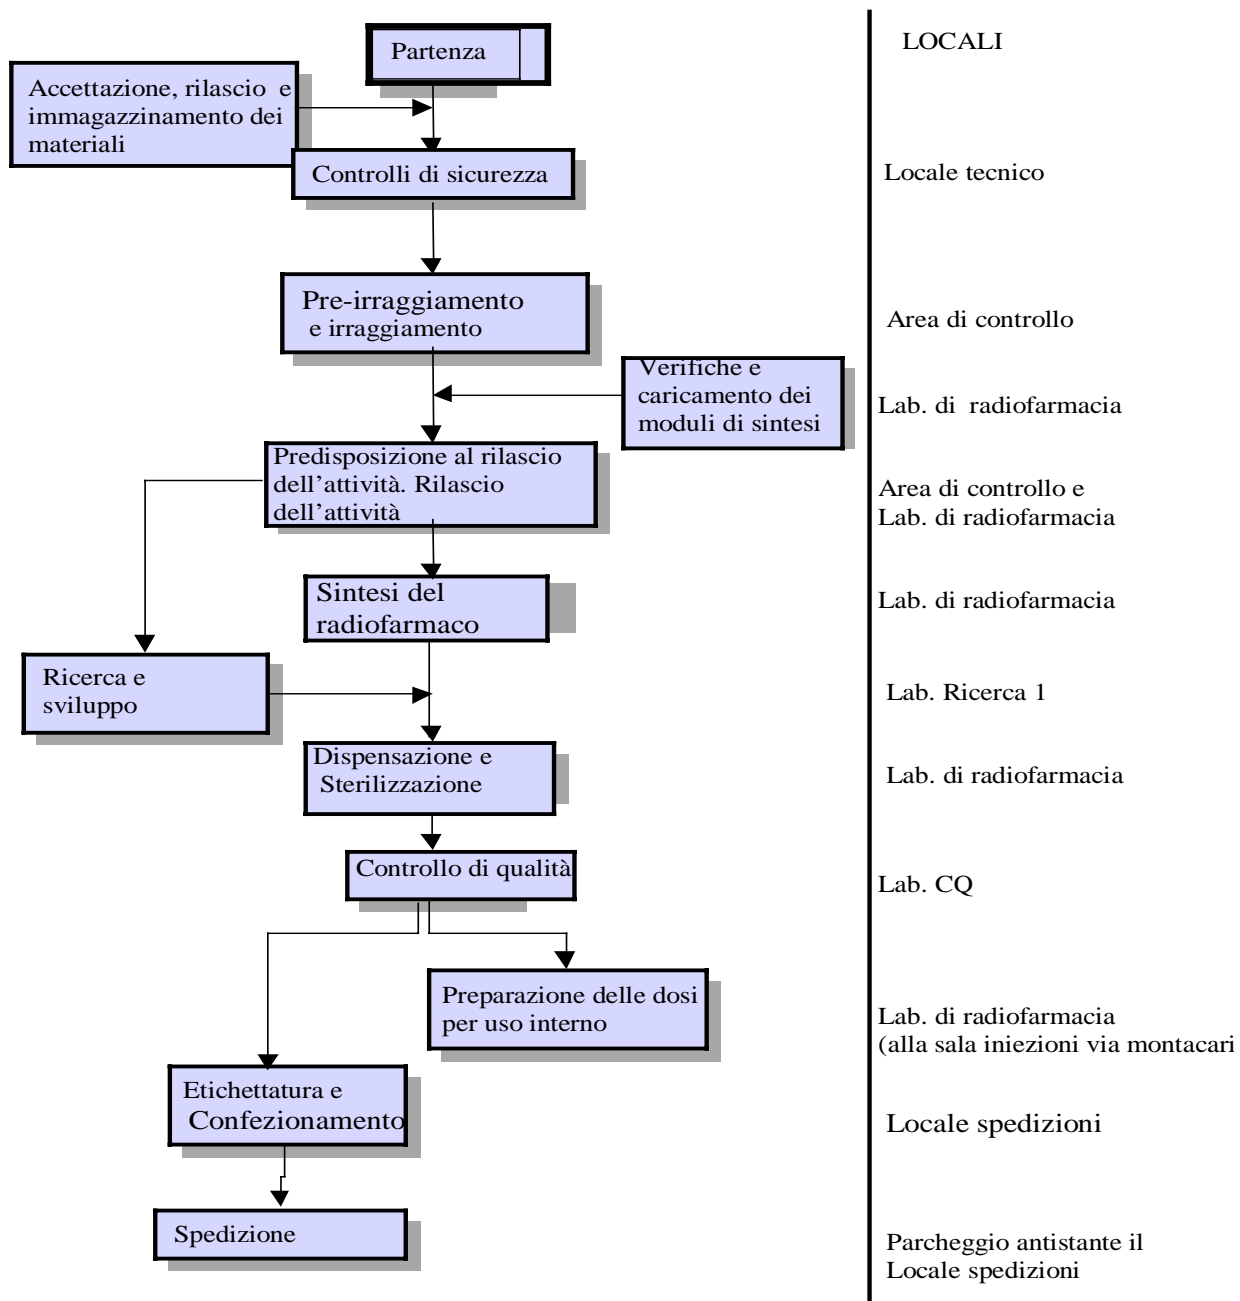 Partenza
LOCALI
Accettazione, rilascio e
immagazzinamento dei
materiali
Controlli di sicurezza
Locale tecnico
Pre-irraggiamento
e irraggiamento
Area di controllo
Verifiche e
caricamento dei
moduli di sintesi
Lab. di radiofarmacia
Predisposizione al rilascio
dell'attività. Rilascio
dell'attività
Area di controllo e
Lab. di radiofarmacia
Sintesi del
radiofarmaco
Lab. di radiofarmacia
Ricerca e
sviluppo
Lab. Ricerca 1
Dispensazione e
Sterilizzazione
Lab. di radiofarmacia
Controllo di qualità
Lab. CQ
Preparazione delle dosi
per uso interno
Lab. di radiofarmacia
(alla sala iniezioni via montacari
Etichettatura e
Confezionamento
Locale spedizioni
Spedizione
Parcheggio antistante il
Locale spedizioni